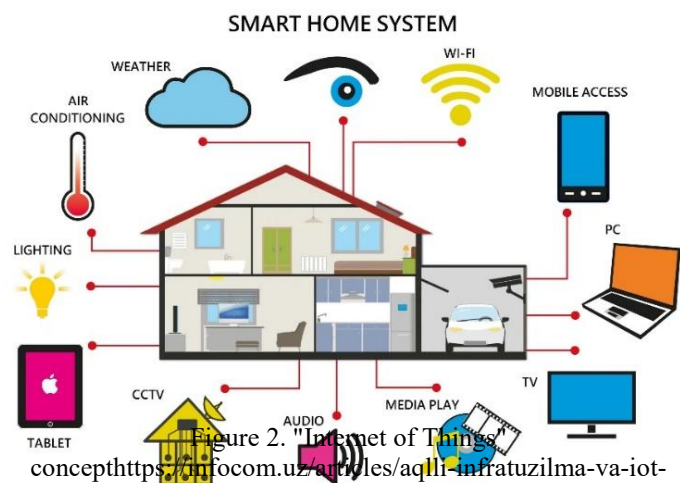 SMART HOME SYSTEM
WEATHER
WI-FI
AIR
CONDITIONING
MOBILE ACCESS
LIGHTING
PC
TABLET
CCTV
AUDIO
MEDIA PLAY
TV
Figure 2. "Internet of Things"
concepthttps://infocom.uz/articles/aqlli-infratuzilma-va-iot-